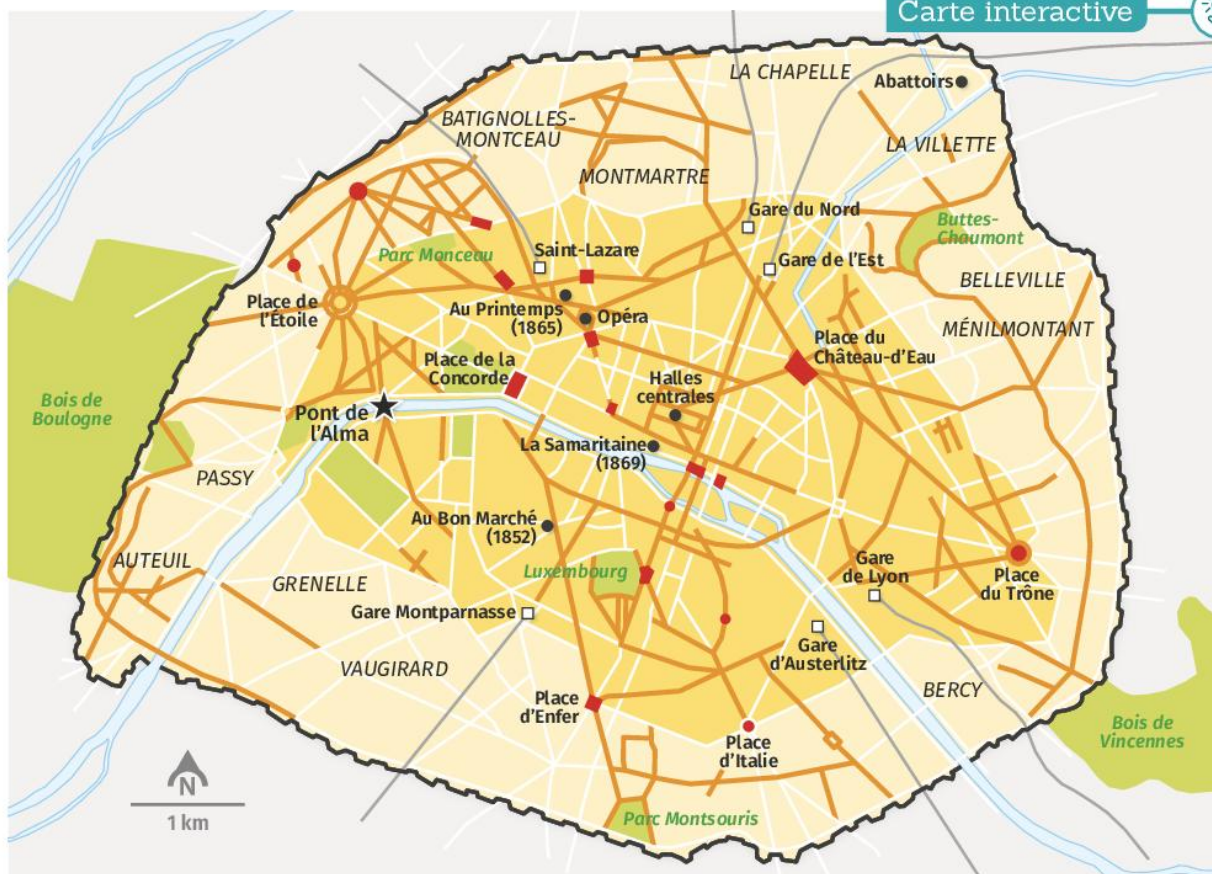 Carte interactive
LA CHAPELLE
Abattoirs
BATIGNOLLES-
MONTCEAU
LA VILLETTE
MONTMARTRE
Gare du Nord
Buttes-
Chaumont
Parc Monceau
Saint-Lazare
Gare de l'Est
BELLEVILLE
Place de
l'Étoile
Au Printemps
(1865)
Opéra
MÉNILMONTANT
Place du
Château-d'Eau
Place de la
Concorde
Halles
centrales
Bois de
Boulogne
Pont de
l'Alma
La Samaritaine
(1869)
PASSY
Au Bon Marché
(1852)
AUTEUIL
GRENELLE
Luxembourg
Gare
de Lyon
Place
du Trône
Gare Montparnasse
Gare
d'Austerlitz
VAUGIRARD
BERCY
Place
d'Enfer
Place
d'Italie
Bois de
Vincennes
N
1 km
Parc Montsouris